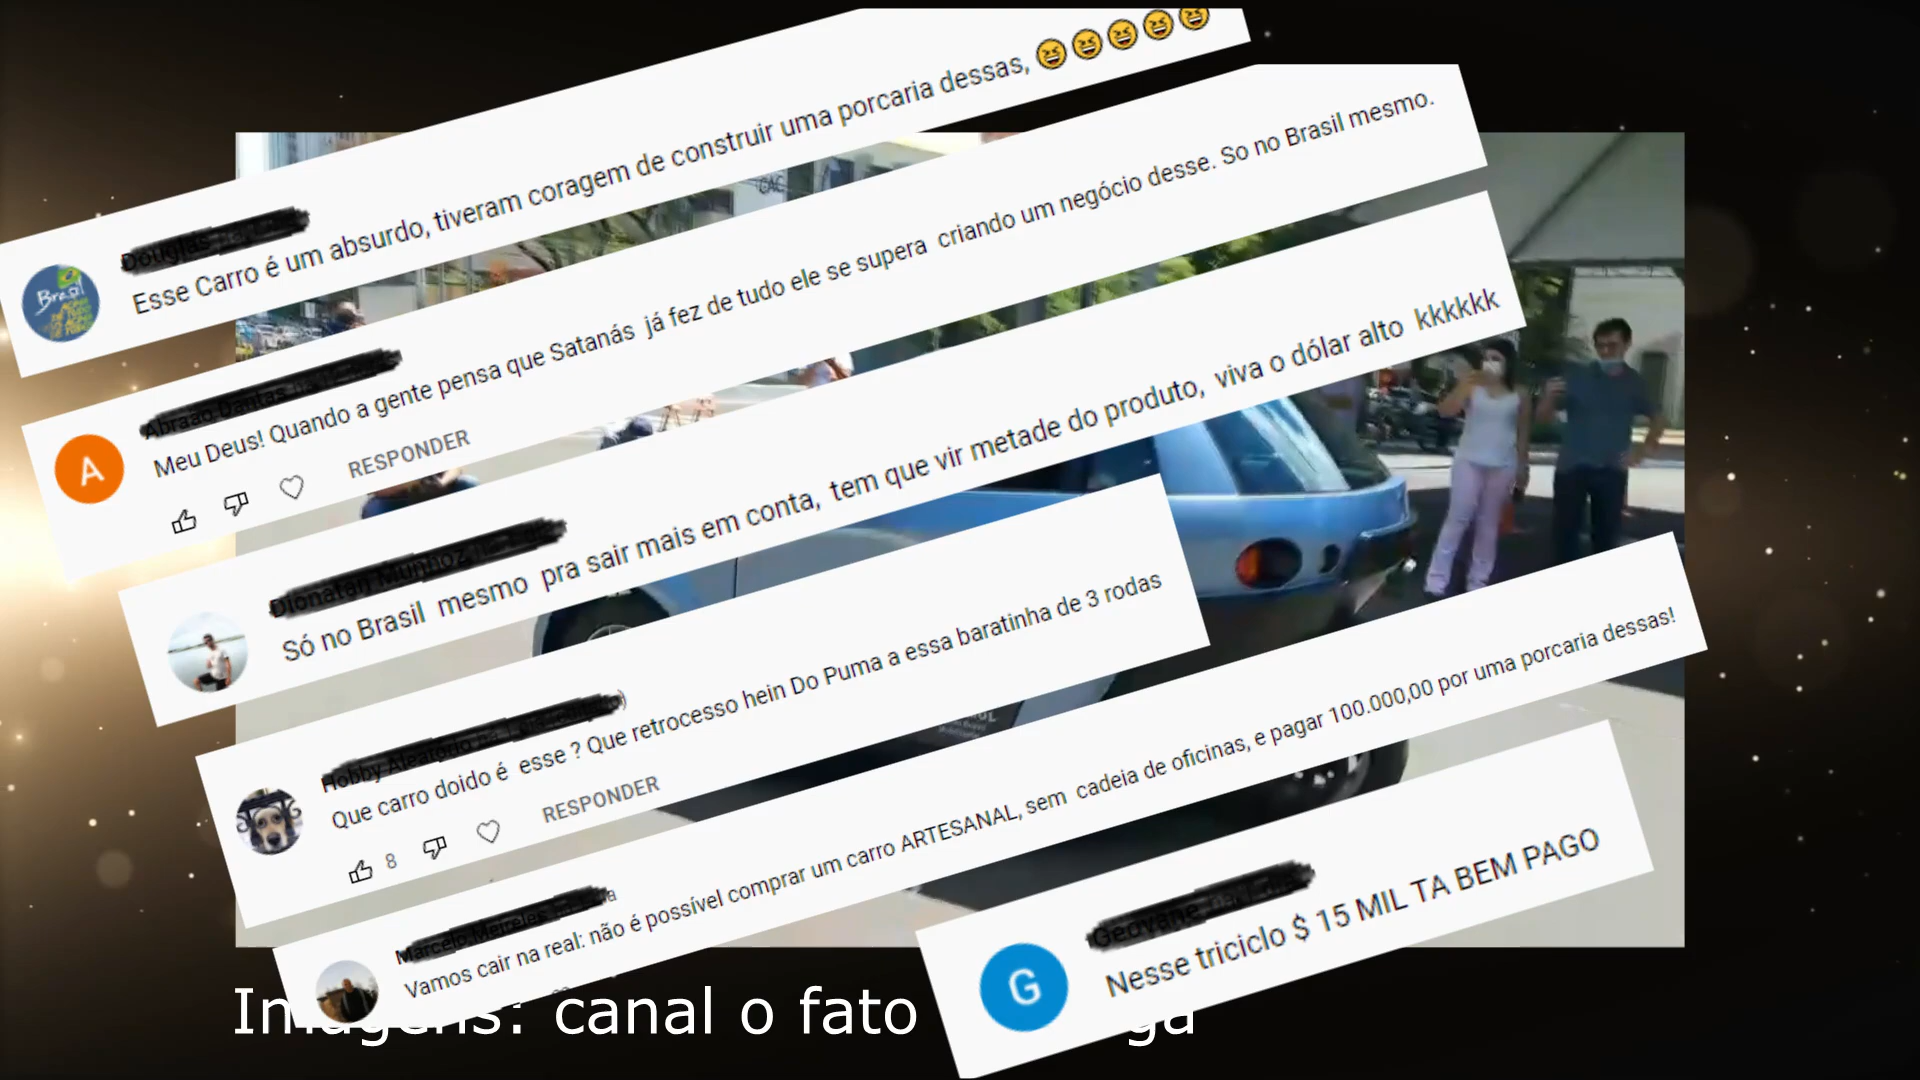 Esse Carro é um absurdo, tiveram coragem de construir uma porcaria dessas,
Meu Deus! Quando a gente pensa que Satanás já fez de tudo ele se supera criando um negócio desse. So no Brasil mesmo.
RESPONDER
Só no Brasil mesmo pra sair mais em conta, tem que vir metade do produto, viva o dólar alto kkkkkk
Que carro doido é esse ? Que retrocesso hein Do Puma a essa baratinha de 3 rodas
8
RESPONDER
Vamos cair na real: não é possível comprar um carro ARTESANAL, sem cadeia de oficinas, e pagar 100.000,00 por uma porcaria dessas!
G
Nesse triciclo $ 15 MIL TA BEM PAGO
A
Brasil
CAC
Imagens: canal o fato